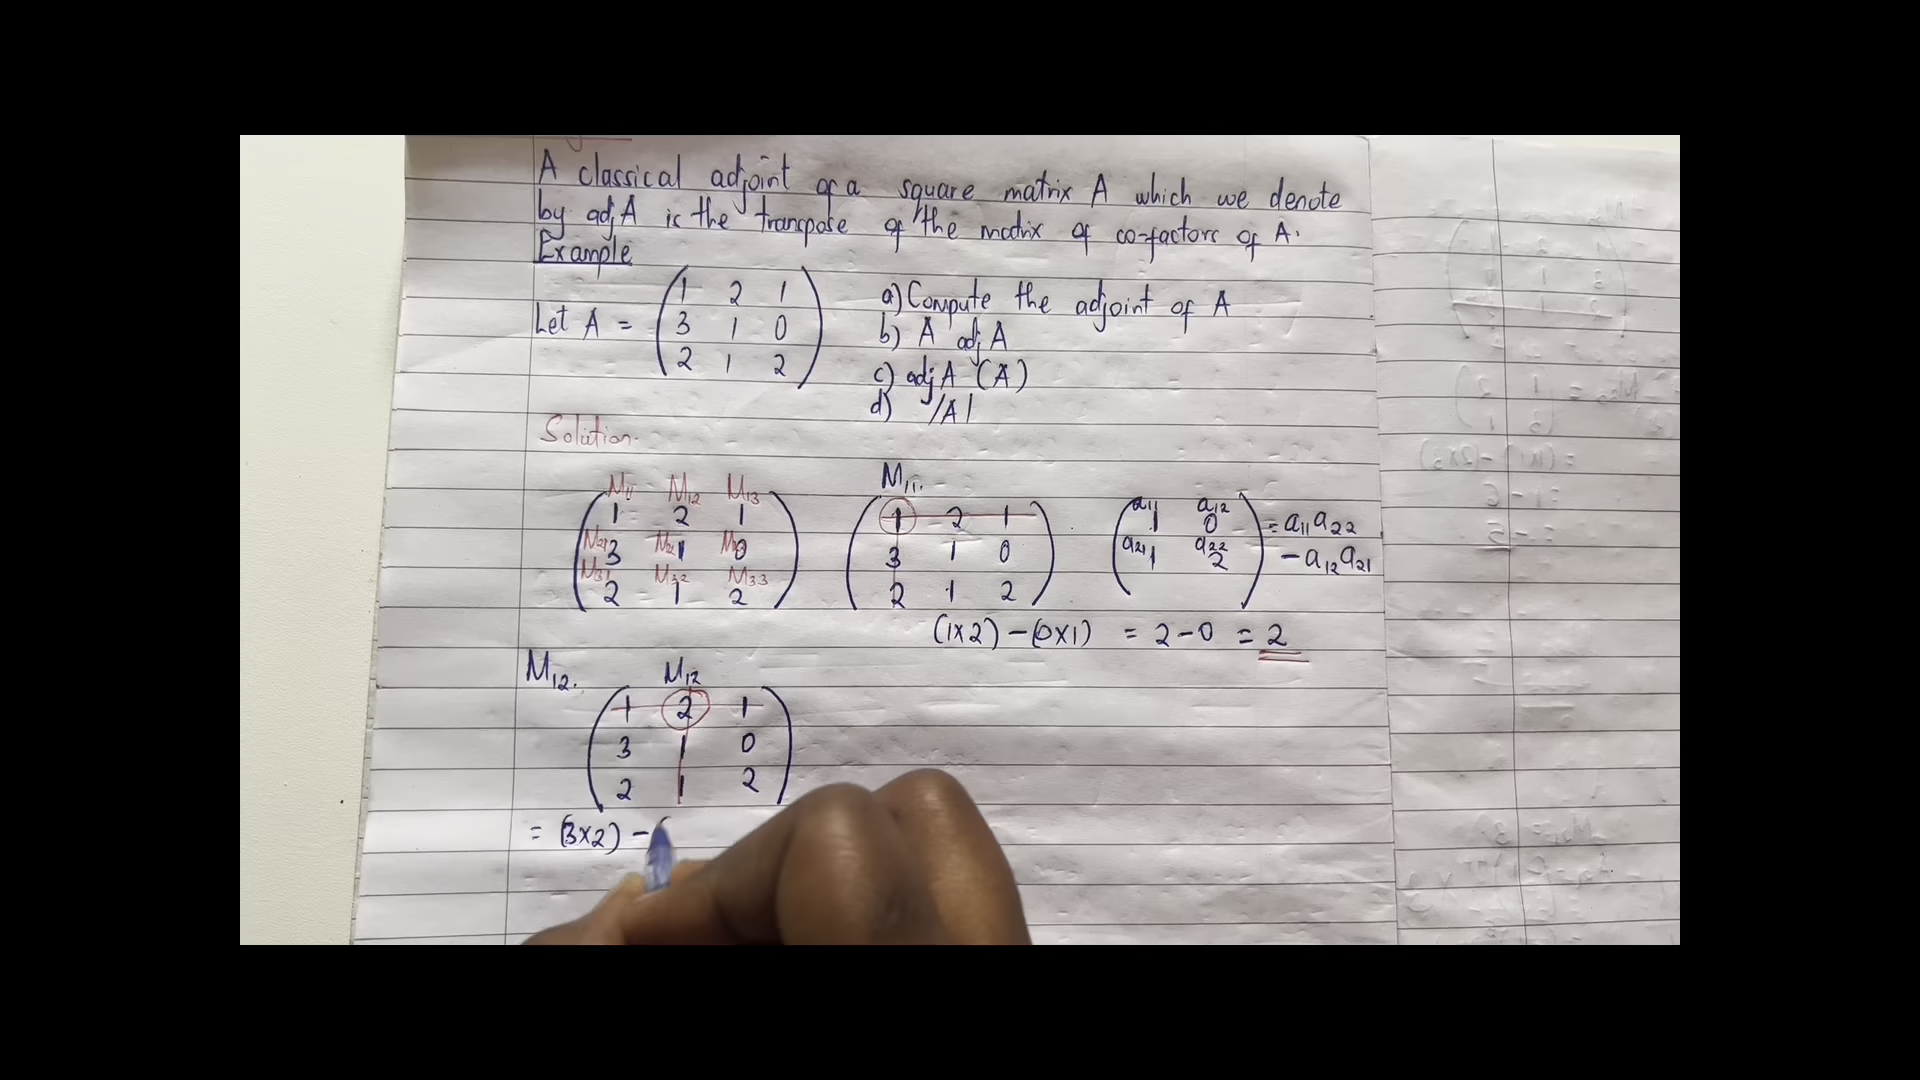 A classical adjoint of a square matrix A which we denote
by adjA is the transpose of the matrix of co-factors of A.
Example
Let A = (1 2 1
3 1 0
2 1 2)
a) Compute the adjoint of A
b) A adjA
c) adjA (A)
d) |A|
Solution.
M11 M12 M13
1 2 1
M21 M22
3 1 0
M31 M32 M33
2 1 2
M11.
1 2 1
3 1 0
2 1 2
a11 a12
1 0
a21 a22
1 2
= a11a22
- a12a21
(1x2) - (0x1) = 2-0 = 2
M12. M12
1 2 1
3 1 0
2 1 2
= (3x2) - (